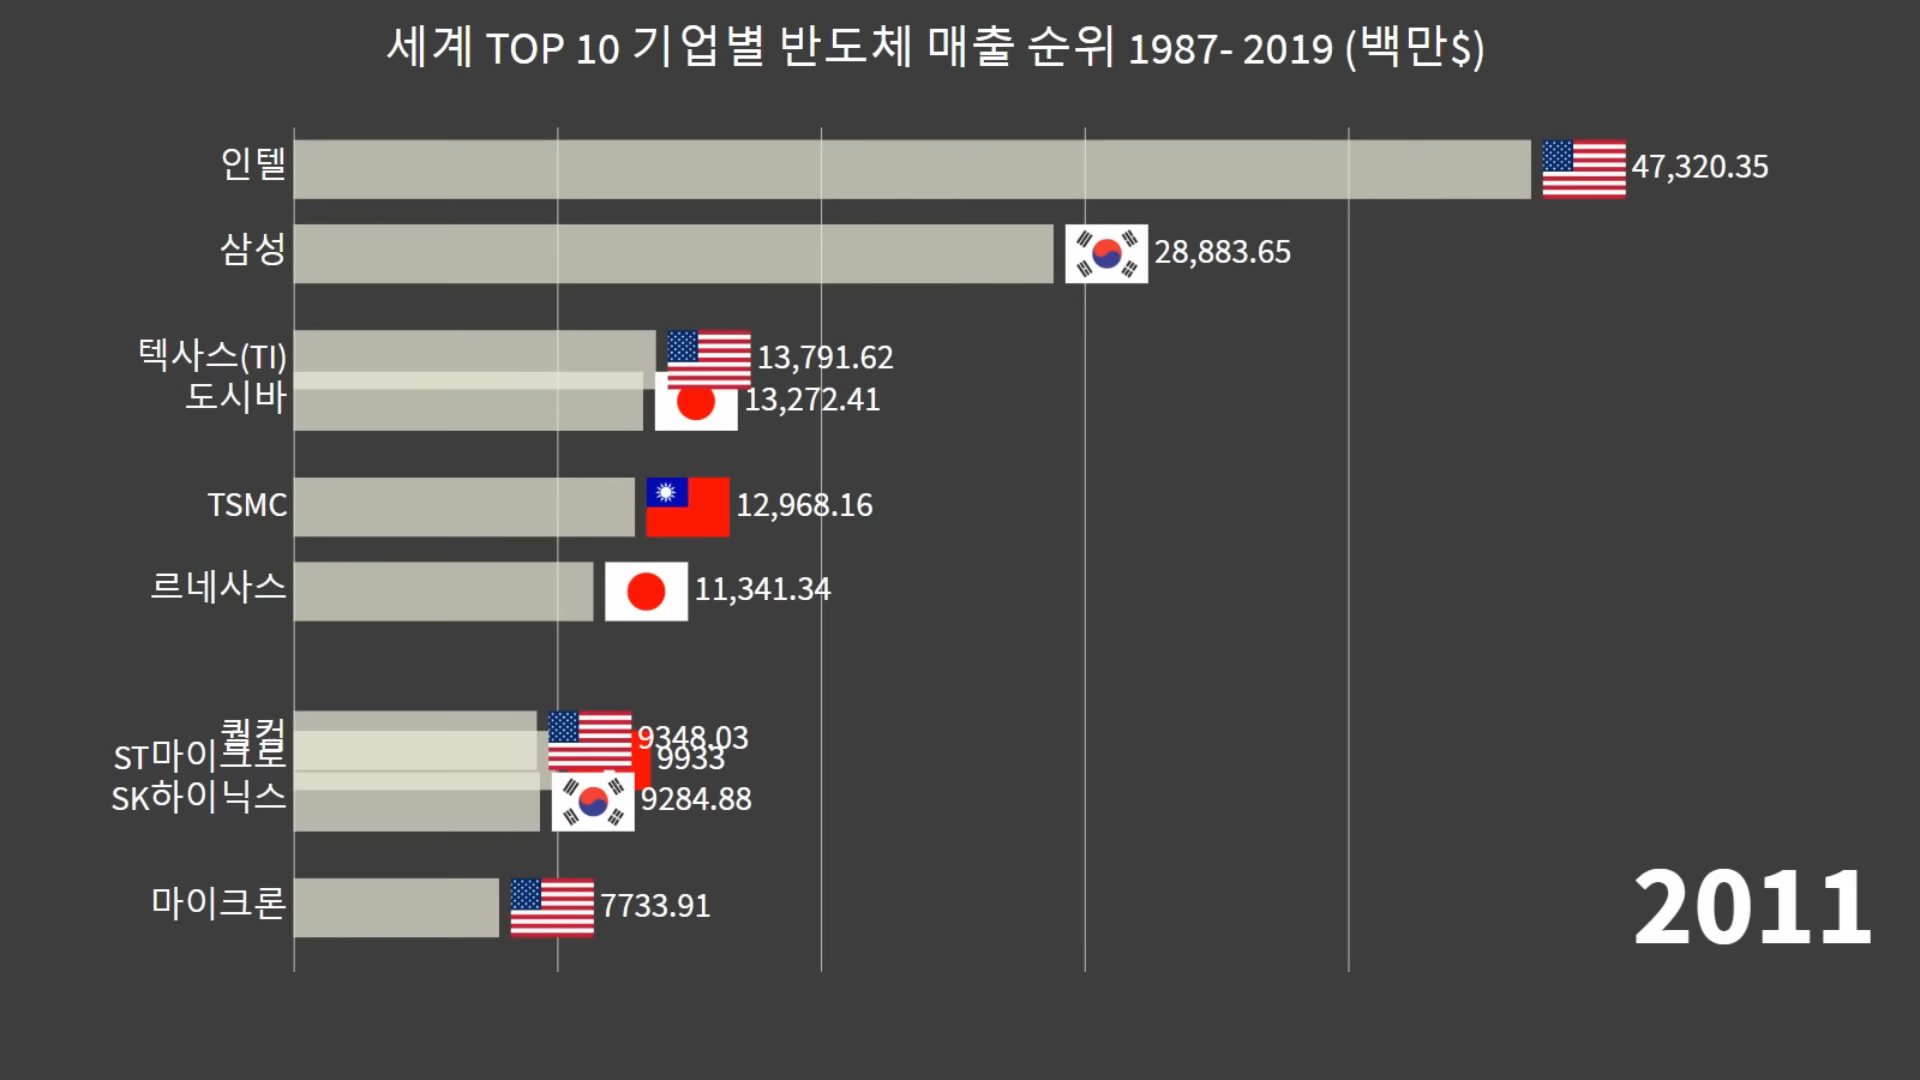 세계 TOP 10 기업별 반도체 매출 순위 1987- 2019 (백만$)
인텔 47,320.35
삼성 28,883.65
텍사스(TI) 13,791.62
도시바 13,272.41
TSMC 12,968.16
르네사스 11,341.34
퀄컴 9348.03
ST마이크로 9933
SK하이닉스 9284.88
마이크론 7733.91
2011